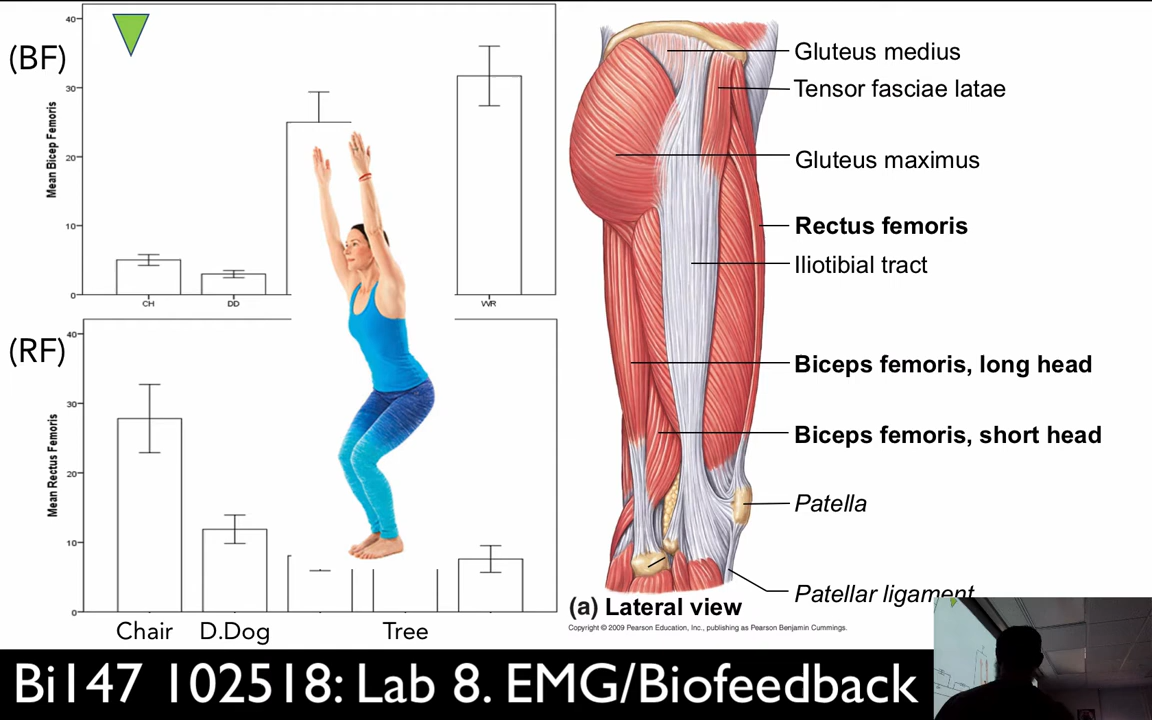 (BF)
Mean Bicep Femoris
40
30
20
10
0
CH
DD
WR
(RF)
Mean Rectus Femoris
40
30
20
10
0
Chair
D.Dog
Tree
Gluteus medius
Tensor fasciae latae
Gluteus maximus
Rectus femoris
Iliotibial tract
Biceps femoris, long head
Biceps femoris, short head
Patella
Patellar ligament
(a) Lateral view
Copyright © 2009 Pearson Education, Inc., publishing as Pearson Benjamin Cummings.
Bi147 102518: Lab 8. EMG/Biofeedback